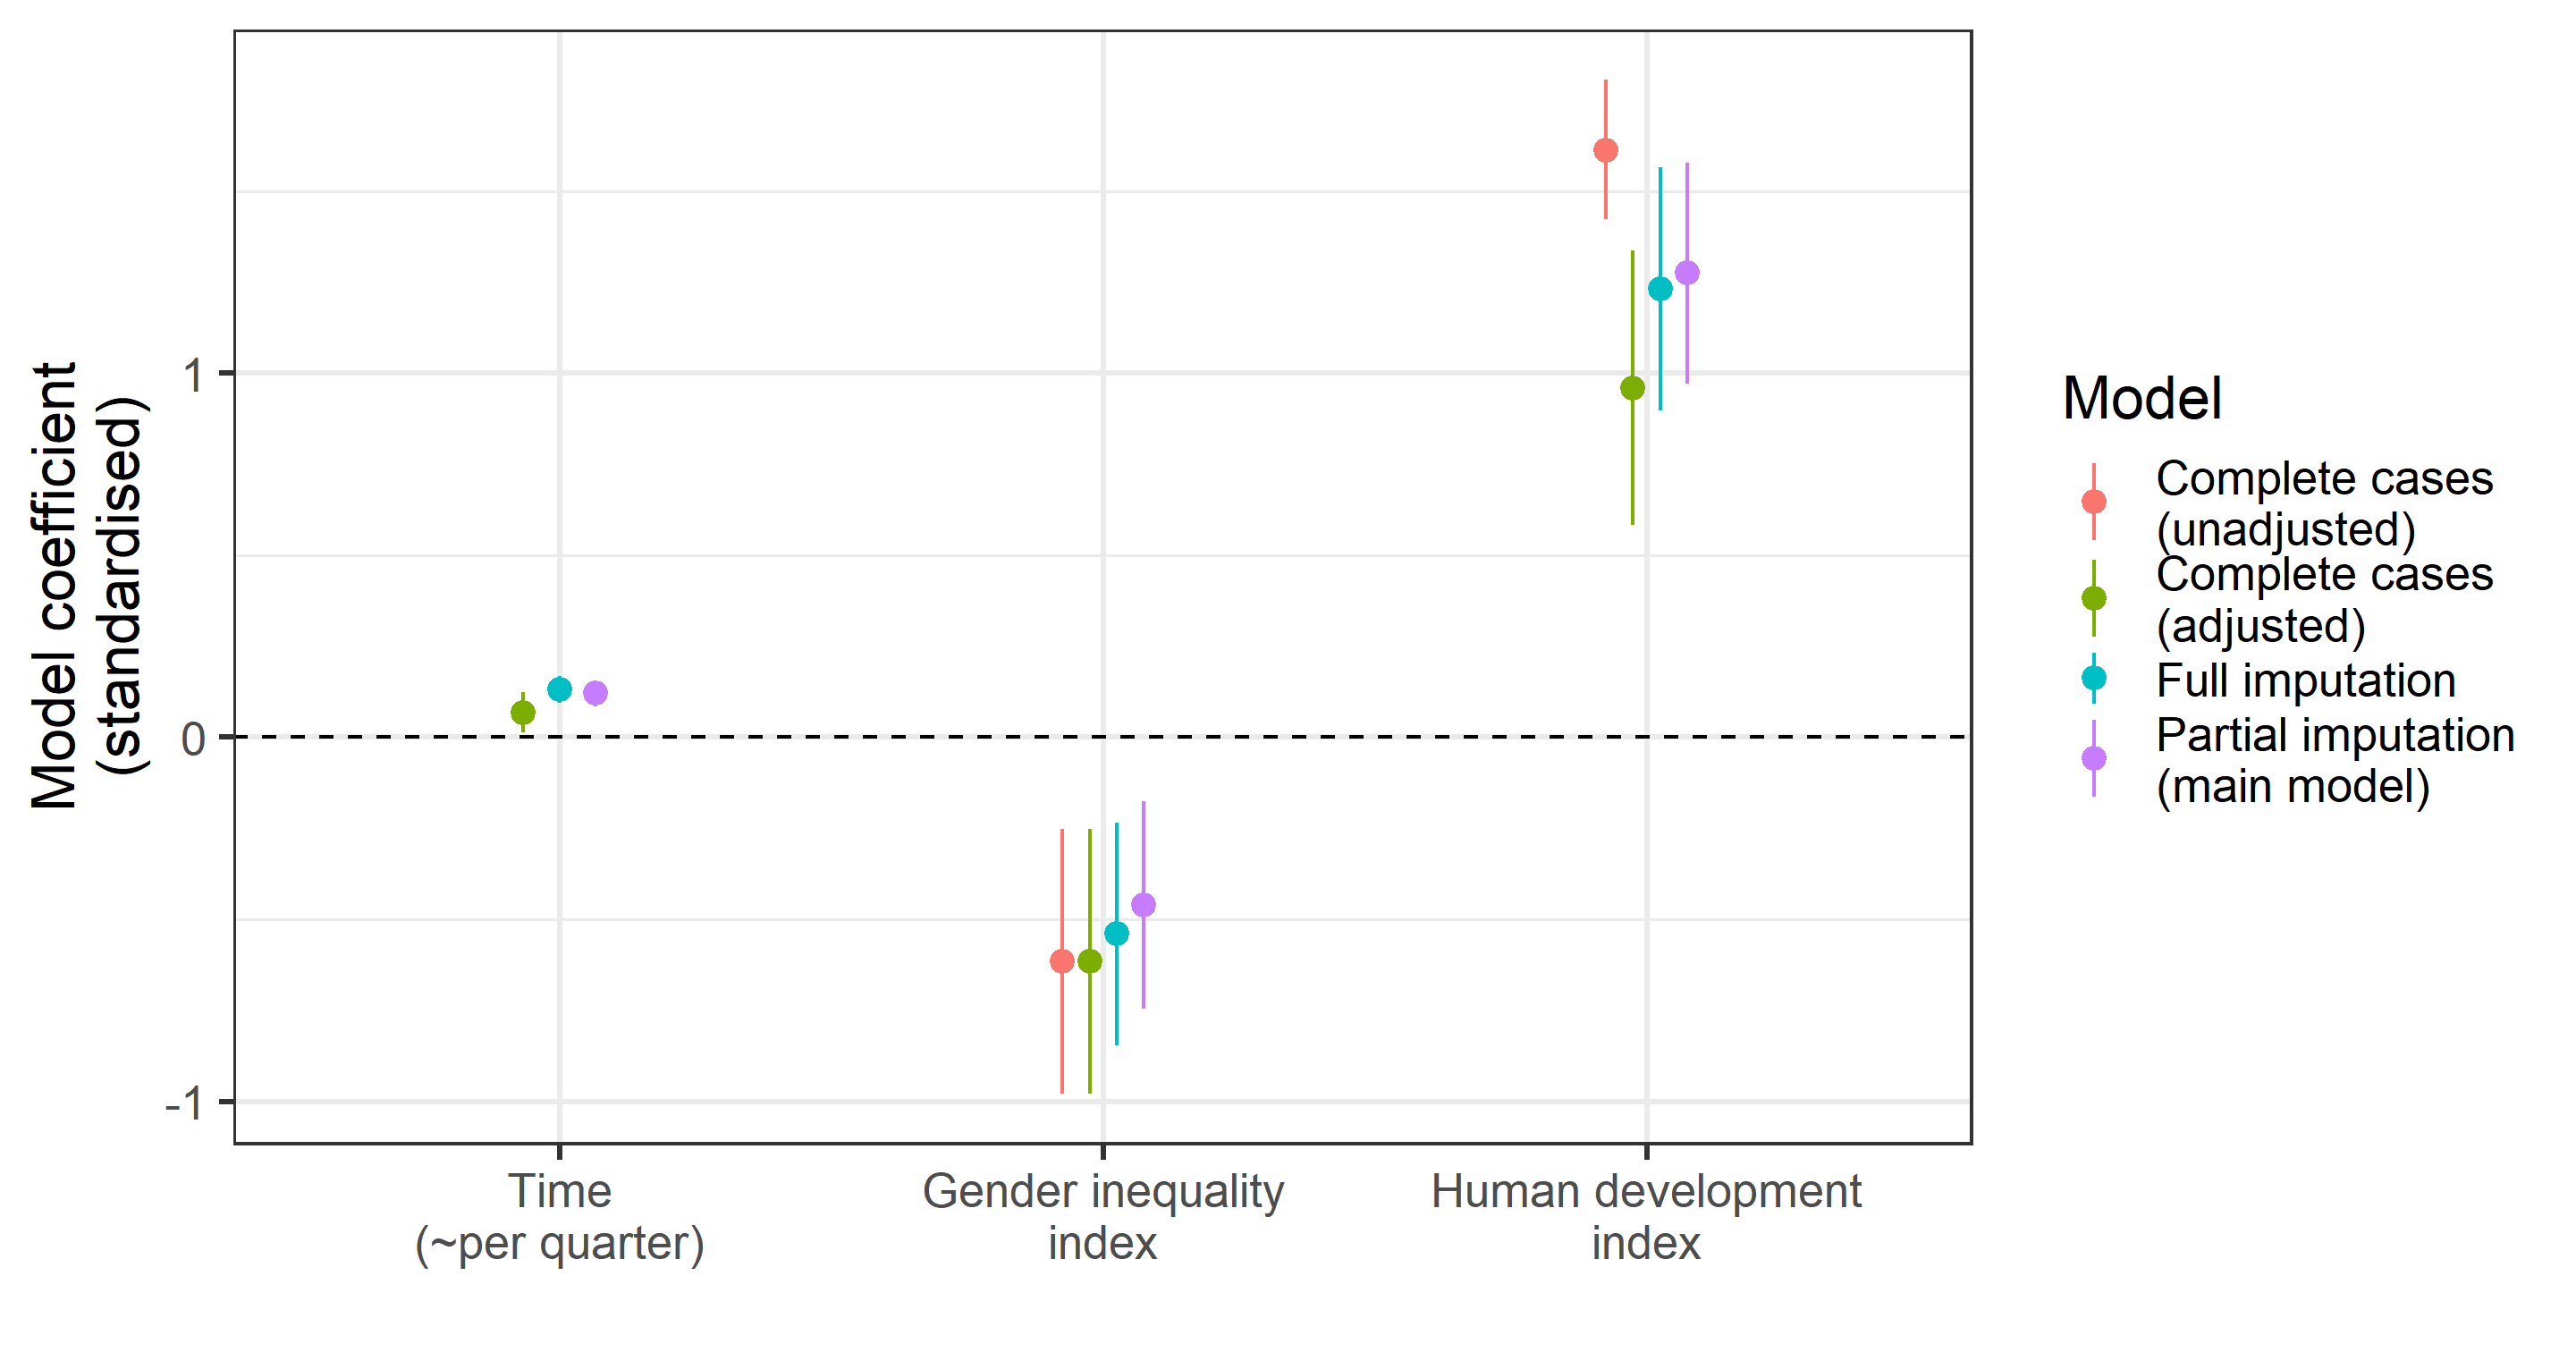 Model coefficient
(standardised)
1
0
-1
Time
(~per quarter)
Gender inequality
index
Human development
index
Model
Complete cases
(unadjusted)
Complete cases
(adjusted)
Full imputation
Partial imputation
(main model)